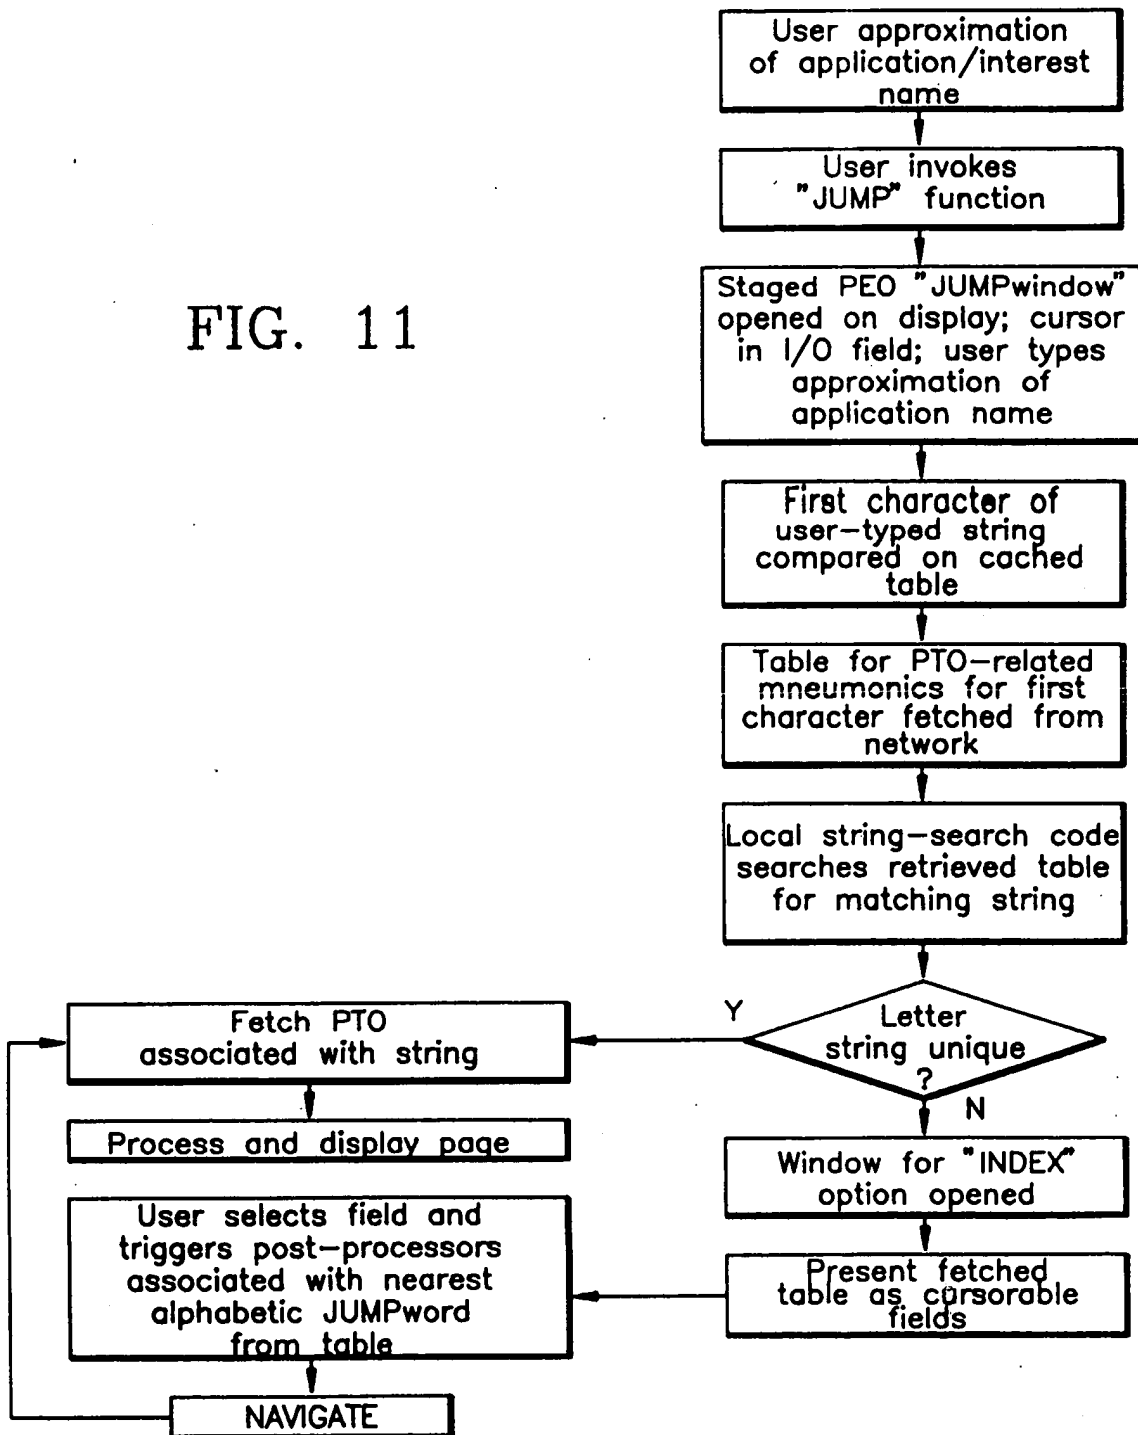 User approximation
of application/interest
name
User invokes
"JUMP" function
FIG. 11
Staged PEO "JUMPwindow"
opened on display; cursor
in I/O field; user types
approximation of
application name
First character of
user-typed string
compared on cached
table
Table for PTO-related
mneumonics for first
character fetched from
network
Local string-search code
searches retrieved table
for matching string
Letter
string unique
?
Y
N
Fetch PTO
associated with string
Process and display page
Window for "INDEX"
option opened
Present fetched
table as cursorable
fields
User selects field and
triggers post-processors
associated with nearest
alphabetic JUMPword
from table
NAVIGATE